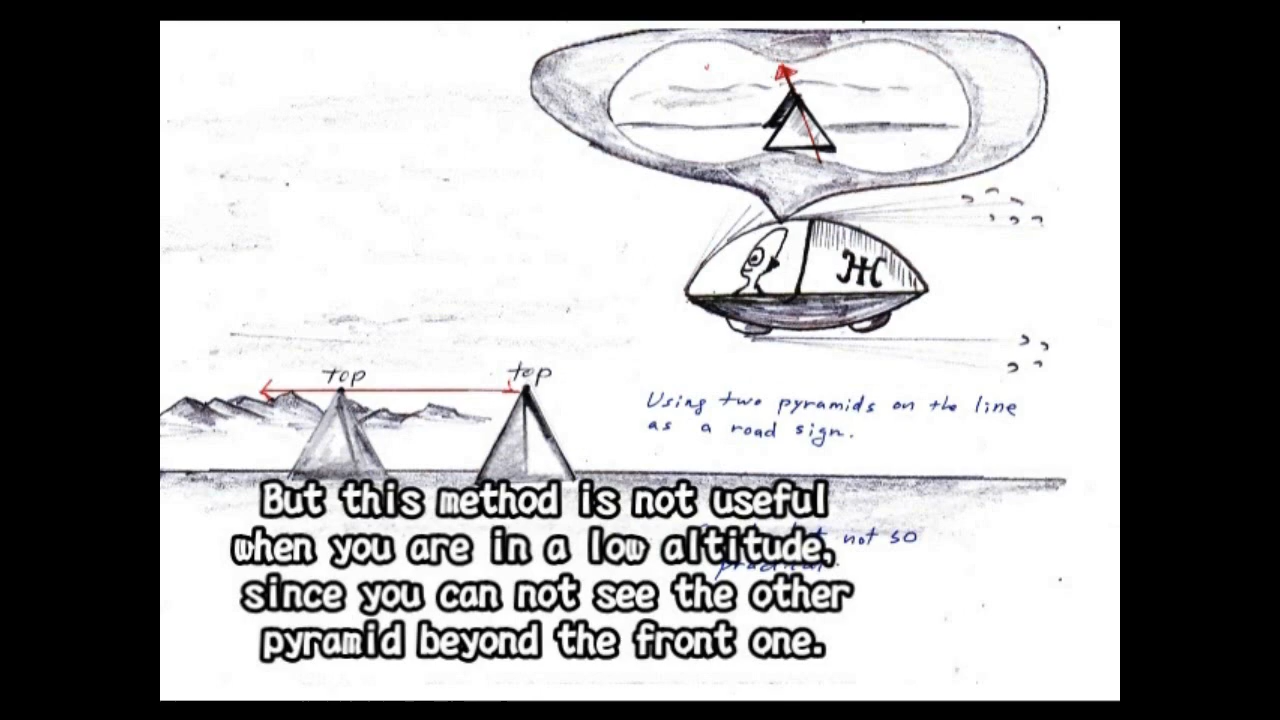 top
top
Using two pyramids on the line
as a road sign.
not so
practical.
But this method is not useful
when you are in a low altitude,
since you can not see the other
pyramid beyond the front one.